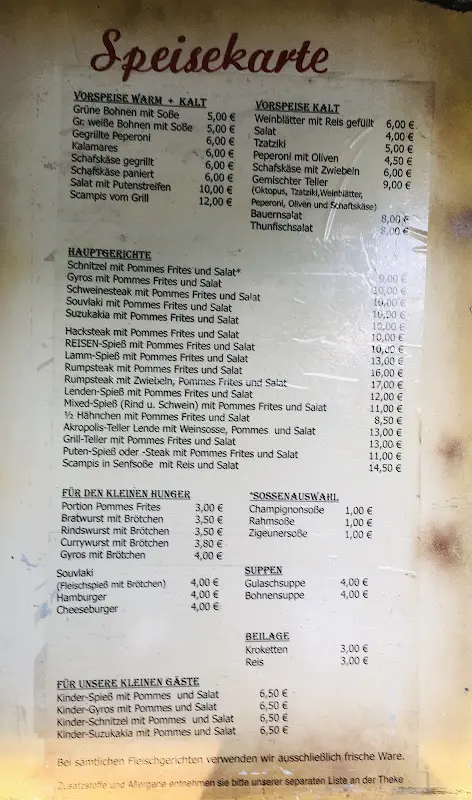 Speisekarte
VORSPEISE WARM + KALT
Grüne Bohnen mit Soße 5,00 €
Gr. weiße Bohnen mit Soße 5,00 €
Gegrillte Peperoni 6,00 €
Kalamares 6,00 €
Schafskäse gegrillt 6,00 €
Schafskäse paniert 6,00 €
Salat mit Putenstreifen 10,00 €
Scampis vom Grill 12,00 €
VORSPEISE KALT
Weinblätter mit Reis gefüllt 6,00 €
Salat 4,00 €
Tzatziki 5,00 €
Peperoni mit Oliven 4,50 €
Schafskäse mit Zwiebeln 6,00 €
Gemischter Teller 9,00 €
(Oktopus, Tzatziki,Weinblätter,
Peperoni, Oliven und Schaftskäse)
Bauernsalat 8,00 €
Thunfischsalat 8,00 €
HAUPTGERICHTE
Schnitzel mit Pommes Frites und Salat* 9,00 €
Gyros mit Pommes Frites und Salat 10,00 €
Schweinesteak mit Pommes Frites und Salat 10,00 €
Souvlaki mit Pommes Frites und Salat 10,00 €
Suzukakia mit Pommes Frites und Salat 10,00 €
Hacksteak mit Pommes Frites und Salat 10,00 €
REISEN-Spieß mit Pommes Frites und Salat 10,00 €
Lamm-Spieß mit Pommes Frites und Salat 13,00 €
Rumpsteak mit Pommes Frites und Salat 16,00 €
Rumpsteak mit Zwiebeln, Pommes Frites und Salat 17,00 €
Lenden-Spieß mit Pommes Frites und Salat 12,00 €
Mixed-Spieß (Rind u. Schwein) mit Pommes Frites und Salat 11,00 €
½ Hähnchen mit Pommes Frites und Salat 8,50 €
Akropolis-Teller Lende mit Weinsosse, Pommes und Salat 13,00 €
Grill-Teller mit Pommes Frites und Salat 13,00 €
Puten-Spieß oder -Steak mit Pommes Frites und Salat 11,00 €
Scampis in Senfsoße mit Reis und Salat 14,50 €
FÜR DEN KLEINEN HUNGER
Portion Pommes Frites 3,00 €
Bratwurst mit Brötchen 3,50 €
Rindswurst mit Brötchen 3,50 €
Currywurst mit Brötchen 3,80 €
Gyros mit Brötchen 4,00 €
Souvlaki
(Fleischspieß mit Brötchen) 4,00 €
Hamburger 4,00 €
Cheeseburger 4,00 €
*SOSSENAUSWAHL
Champignonsoße 1,00 €
Rahmsoße 1,00 €
Zigeunersoße 1,00 €
SUPPEN
Gulaschsuppe 4,00 €
Bohnensuppe 4,00 €
BEILAGE
Kroketten 3,00 €
Reis 3,00 €
FÜR UNSERE KLEINEN GÄSTE
Kinder-Spieß mit Pommes und Salat 6,50 €
Kinder-Gyros mit Pommes und Salat 6,50 €
Kinder-Schnitzel mit Pommes und Salat 6,50 €
Kinder-Suzukakia mit Pommes und Salat 6,50 €
Bei sämtlichen Fleischgerichten verwenden wir ausschließlich frische Ware.
Zusatzstoffe und Allergene entnehmen sie bitte unserer separaten Liste an der Theke